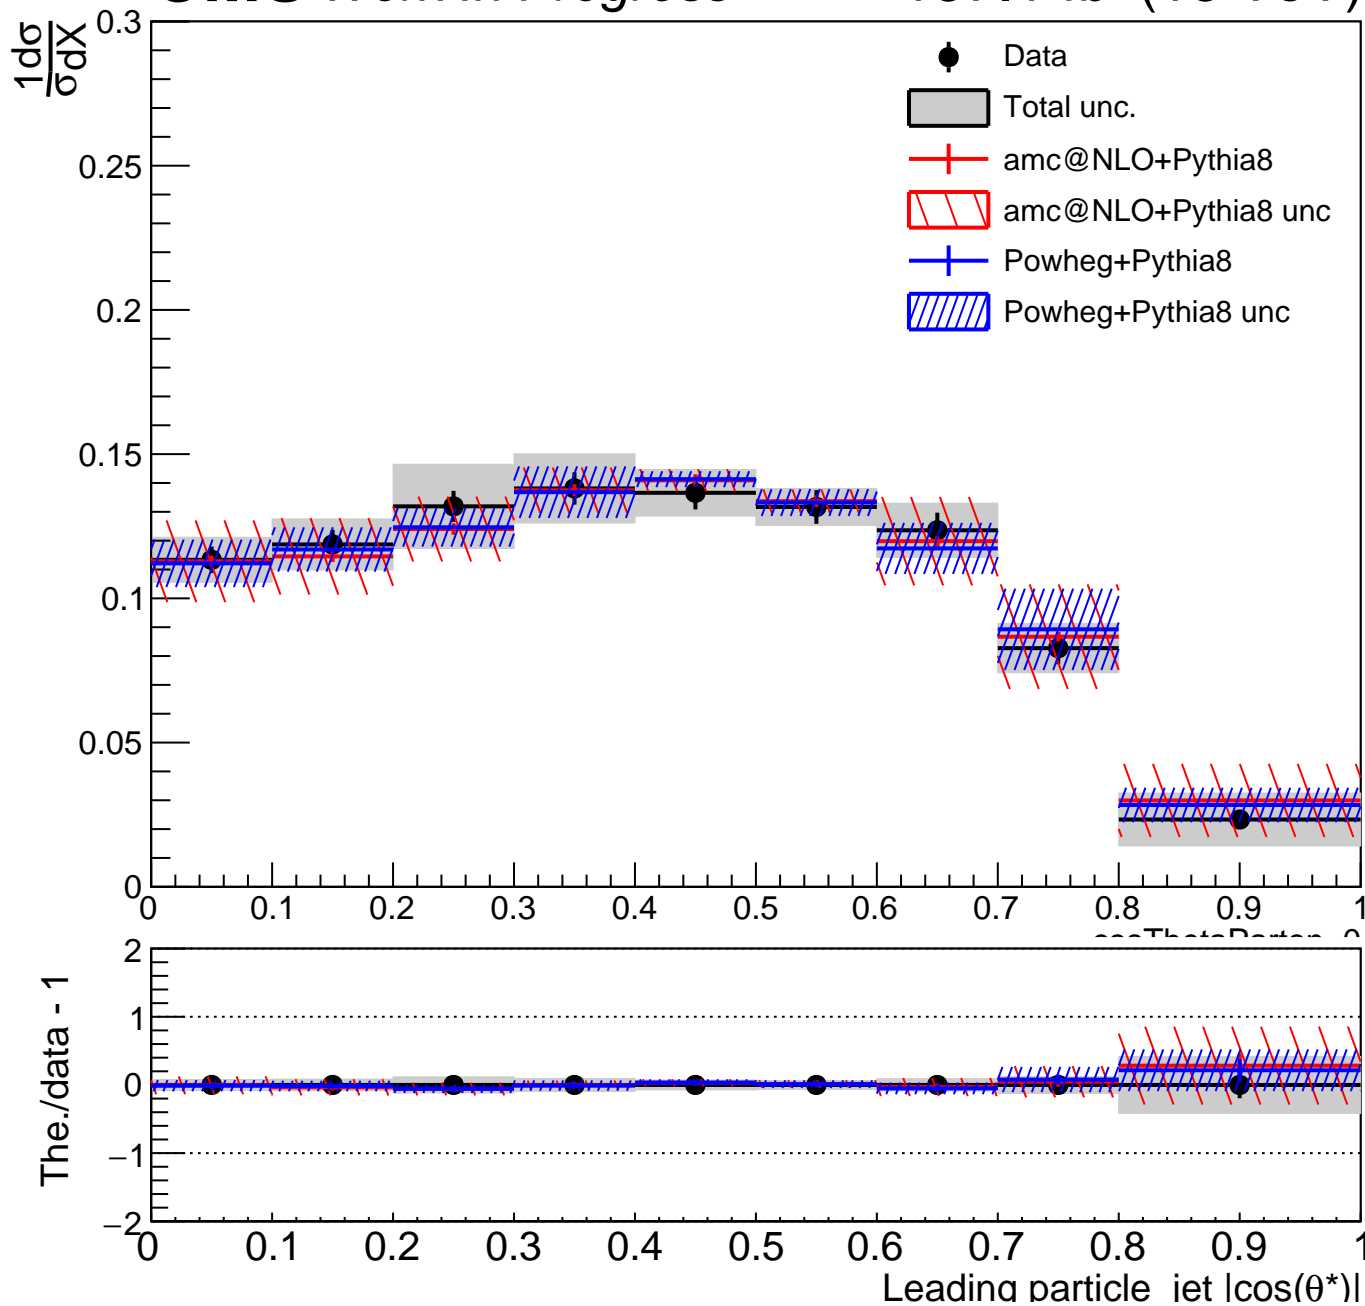 Work in Progress
1dσ
σdX
0.3
0.25
0.2
0.15
0.1
0.05
0
Data
Total unc.
amc@NLO+Pythia8
amc@NLO+Pythia8 unc
Powheg+Pythia8
Powheg+Pythia8 unc
0 0.1 0.2 0.3 0.4 0.5 0.6 0.7 0.8 0.9 1
The./data - 1
2
1
0
−1
−2
0 0.1 0.2 0.3 0.4 0.5 0.6 0.7 0.8 0.9 1
Leading particle jet |cos(θ*)|